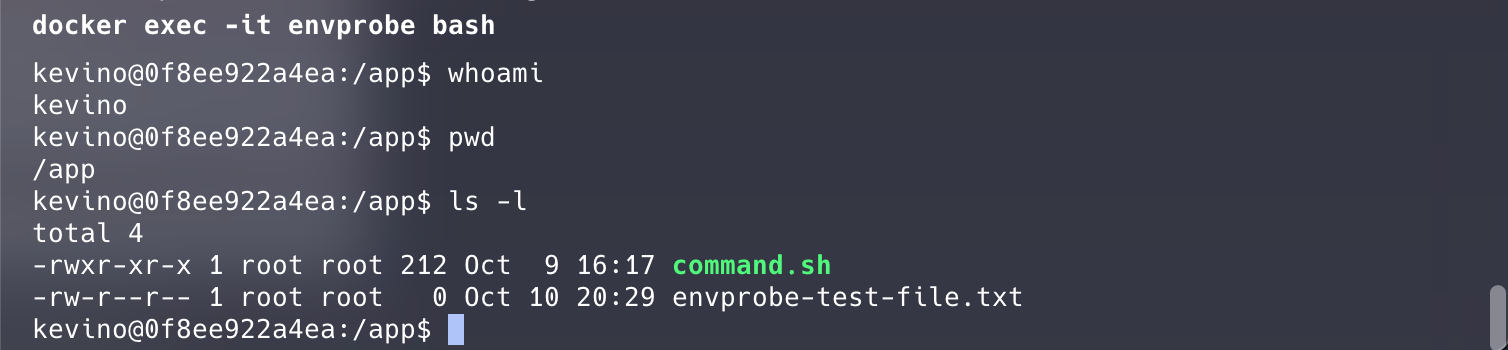 docker exec -it envprobe bash
kevino@0f8ee922a4ea:/app$ whoami
kevino
kevino@0f8ee922a4ea:/app$ pwd
/app
kevino@0f8ee922a4ea:/app$ ls -l
total 4
-rwxr-xr-x 1 root root 212 Oct  9 16:17 command.sh
-rw-r--r-- 1 root root   0 Oct 10 20:29 envprobe-test-file.txt
kevino@0f8ee922a4ea:/app$